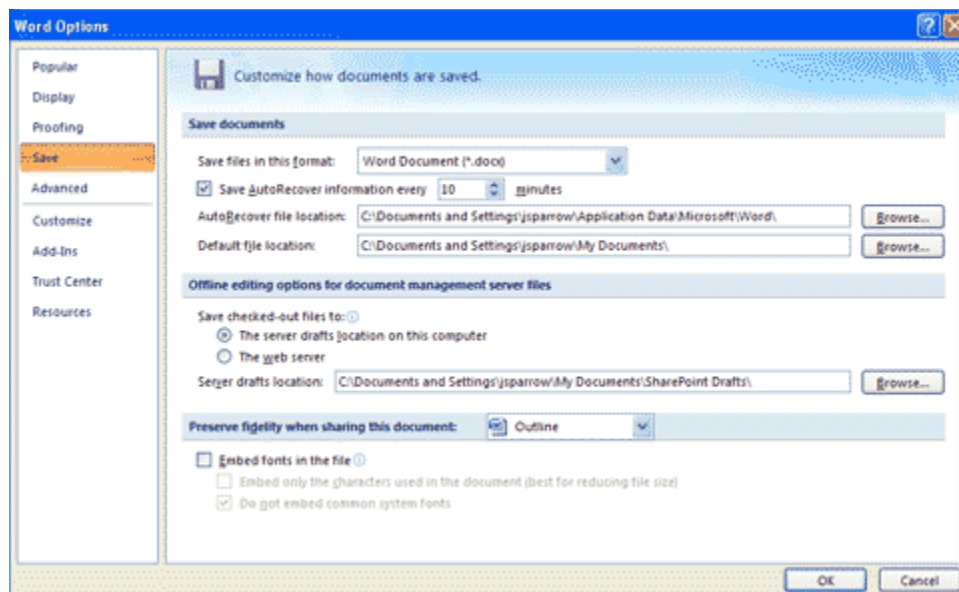 Word Options
Popular
Display
Proofing
Save
Advanced
Customize
Add-Ins
Trust Center
Resources
Customize how documents are saved.
Save documents
Save files in this format: Word Document (*.docx)
Save AutoRecover information every 10 minutes
AutoRecover file location: C:\Documents and Settings\jsparrow\Application Data\Microsoft\Word\ Browse...
Default file location: C:\Documents and Settings\jsparrow\My Documents\ Browse...
Offline editing options for document management server files
Save checked-out files to:
The server drafts location on this computer
The web server
Server drafts location: C:\Documents and Settings\jsparrow\My Documents\SharePoint Drafts\ Browse...
Preserve fidelity when sharing this document: Outline
Embed fonts in the file
Embed only the characters used in the document (best for reducing file size)
Do not embed common system fonts
OK Cancel